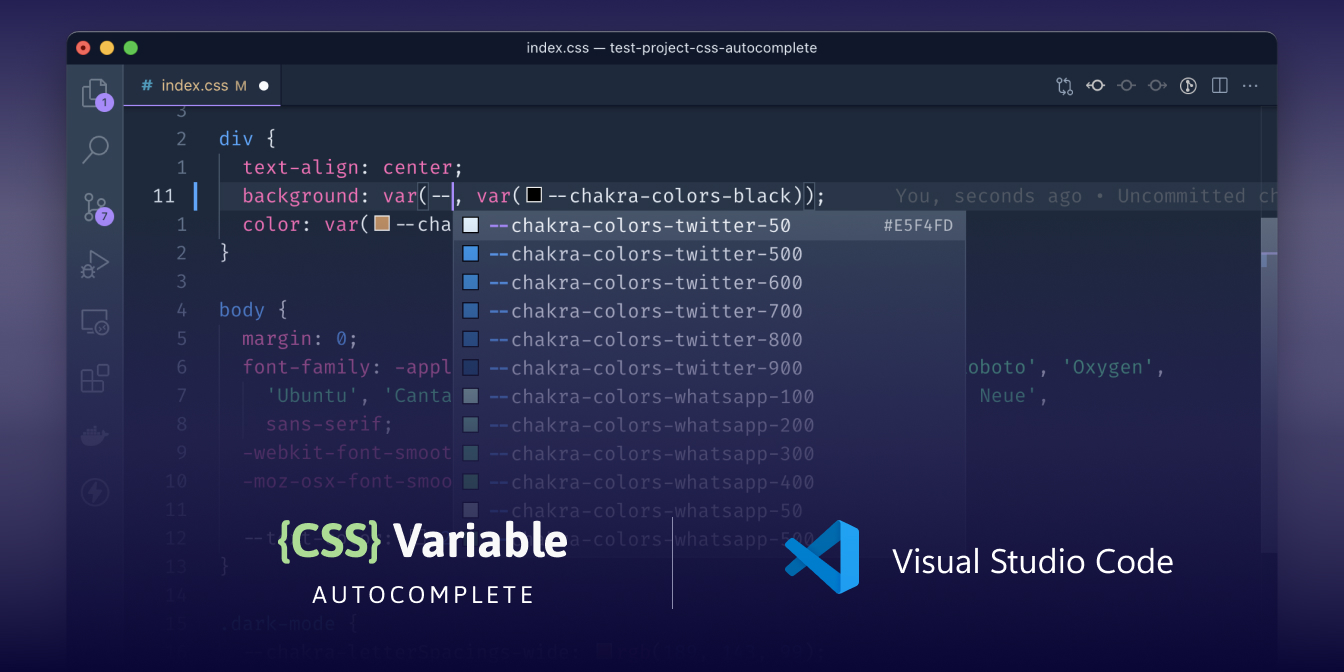 index.css — test-project-css-autocomplete
# index.css M
1
7
3
2 div {
1 text-align: center;
11 background: var(--, var(--chakra-colors-black)); You, seconds ago • Uncommitted ch
1 color: var(--cha
2 }
3
4 body {
5 margin: 0;
6 font-family: -appl oboto', 'Oxygen',
7 'Ubuntu', 'Canta Neue',
8 sans-serif;
9 -webkit-font-smoot
10 -moz-osx-font-smoo
11
12
13 }
14
15 .dark-mode {
--chakra-colors-twitter-50 #E5F4FD
--chakra-colors-twitter-500
--chakra-colors-twitter-600
--chakra-colors-twitter-700
--chakra-colors-twitter-800
--chakra-colors-twitter-900
--chakra-colors-whatsapp-100
--chakra-colors-whatsapp-200
--chakra-colors-whatsapp-300
--chakra-colors-whatsapp-400
--chakra-colors-whatsapp-50
a-colors-whatsapp-500
{CSS} Variable
AUTOCOMPLETE
Visual Studio Code